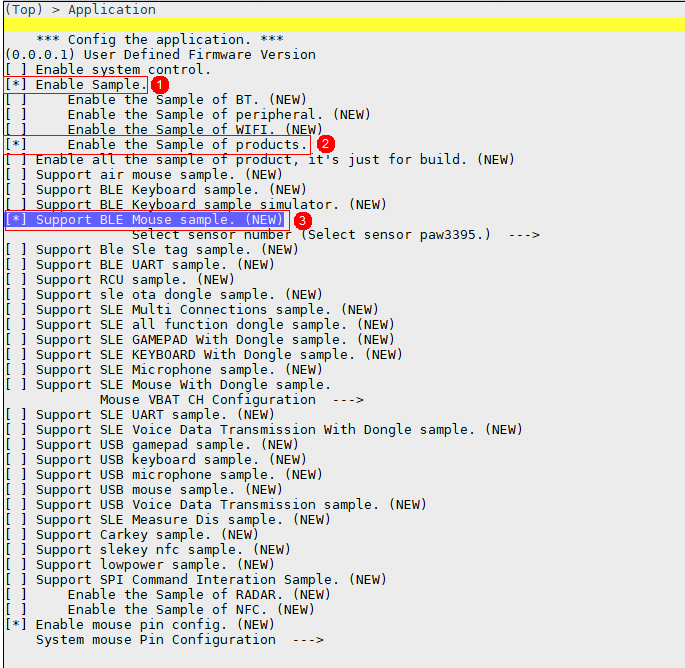 (Top) > Application
*** Config the application. ***
(0.0.0.1) User Defined Firmware Version
[ ] Enable system control.
[*] Enable Sample. 1
[ ]     Enable the Sample of BT. (NEW)
[ ]     Enable the Sample of peripheral. (NEW)
[ ]     Enable the Sample of WIFI. (NEW)
[*]     Enable the Sample of products. 2
[ ] Enable all the sample of product, it's just for build. (NEW)
[ ] Support air mouse sample. (NEW)
[ ] Support BLE Keyboard sample. (NEW)
[ ] Support BLE Keyboard sample simulator. (NEW)
[*] Support BLE Mouse sample. (NEW) 3
Select sensor number (Select sensor paw3395.)  --->
[ ] Support Ble Sle tag sample. (NEW)
[ ] Support BLE UART sample. (NEW)
[ ] Support RCU sample. (NEW)
[ ] Support sle ota dongle sample. (NEW)
[ ] Support SLE Multi Connections sample. (NEW)
[ ] Support SLE all function dongle sample. (NEW)
[ ] Support SLE GAMEPAD With Dongle sample. (NEW)
[ ] Support SLE KEYBOARD With Dongle sample. (NEW)
[ ] Support SLE Microphone sample. (NEW)
[ ] Support SLE Mouse With Dongle sample.
Mouse VBAT CH Configuration  --->
[ ] Support SLE UART sample. (NEW)
[ ] Support SLE Voice Data Transmission With Dongle sample. (NEW)
[ ] Support USB gamepad sample. (NEW)
[ ] Support USB keyboard sample. (NEW)
[ ] Support USB microphone sample. (NEW)
[ ] Support USB mouse sample. (NEW)
[ ] Support USB Voice Data Transmission sample. (NEW)
[ ] Support SLE Measure Dis sample. (NEW)
[ ] Support Carkey sample. (NEW)
[ ] Support slekey nfc sample. (NEW)
[ ] Support lowpower sample. (NEW)
[ ] Support SPI Command Interation Sample. (NEW)
[ ]     Enable the Sample of RADAR. (NEW)
[ ]     Enable the Sample of NFC. (NEW)
[*] Enable mouse pin config. (NEW)
System mouse Pin Configuration  --->